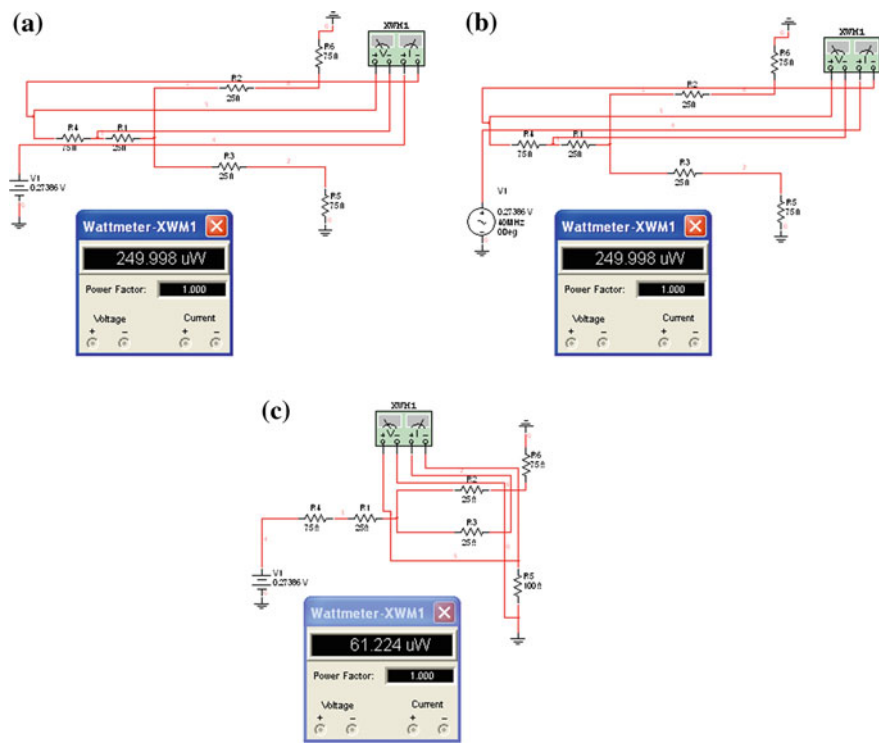 (a)
XWM1
R6
75Ω
R2
25Ω
R4
75Ω
R1
25Ω
R3
25Ω
V1
0.27386 V
R5
75Ω
Wattmeter-XWM1
249.998 uW
Power Factor: 1.000
Voltage Current
+ − + −
(b)
XWM1
R6
75Ω
R2
25Ω
R4
75Ω
R1
25Ω
R3
25Ω
V1
0.27386 V
0Deg
R5
75Ω
Wattmeter-XWM1
249.998 uW
Power Factor: 1.000
Voltage Current
+ − + −
(c)
XWM1
R6
75Ω
R2
25Ω
R4
75Ω
R1
25Ω
R3
25Ω
V1
0.27386 V
R5
100Ω
Wattmeter-XWM1
61.224 uW
Power Factor: 1.000
Voltage Current
+ − + −